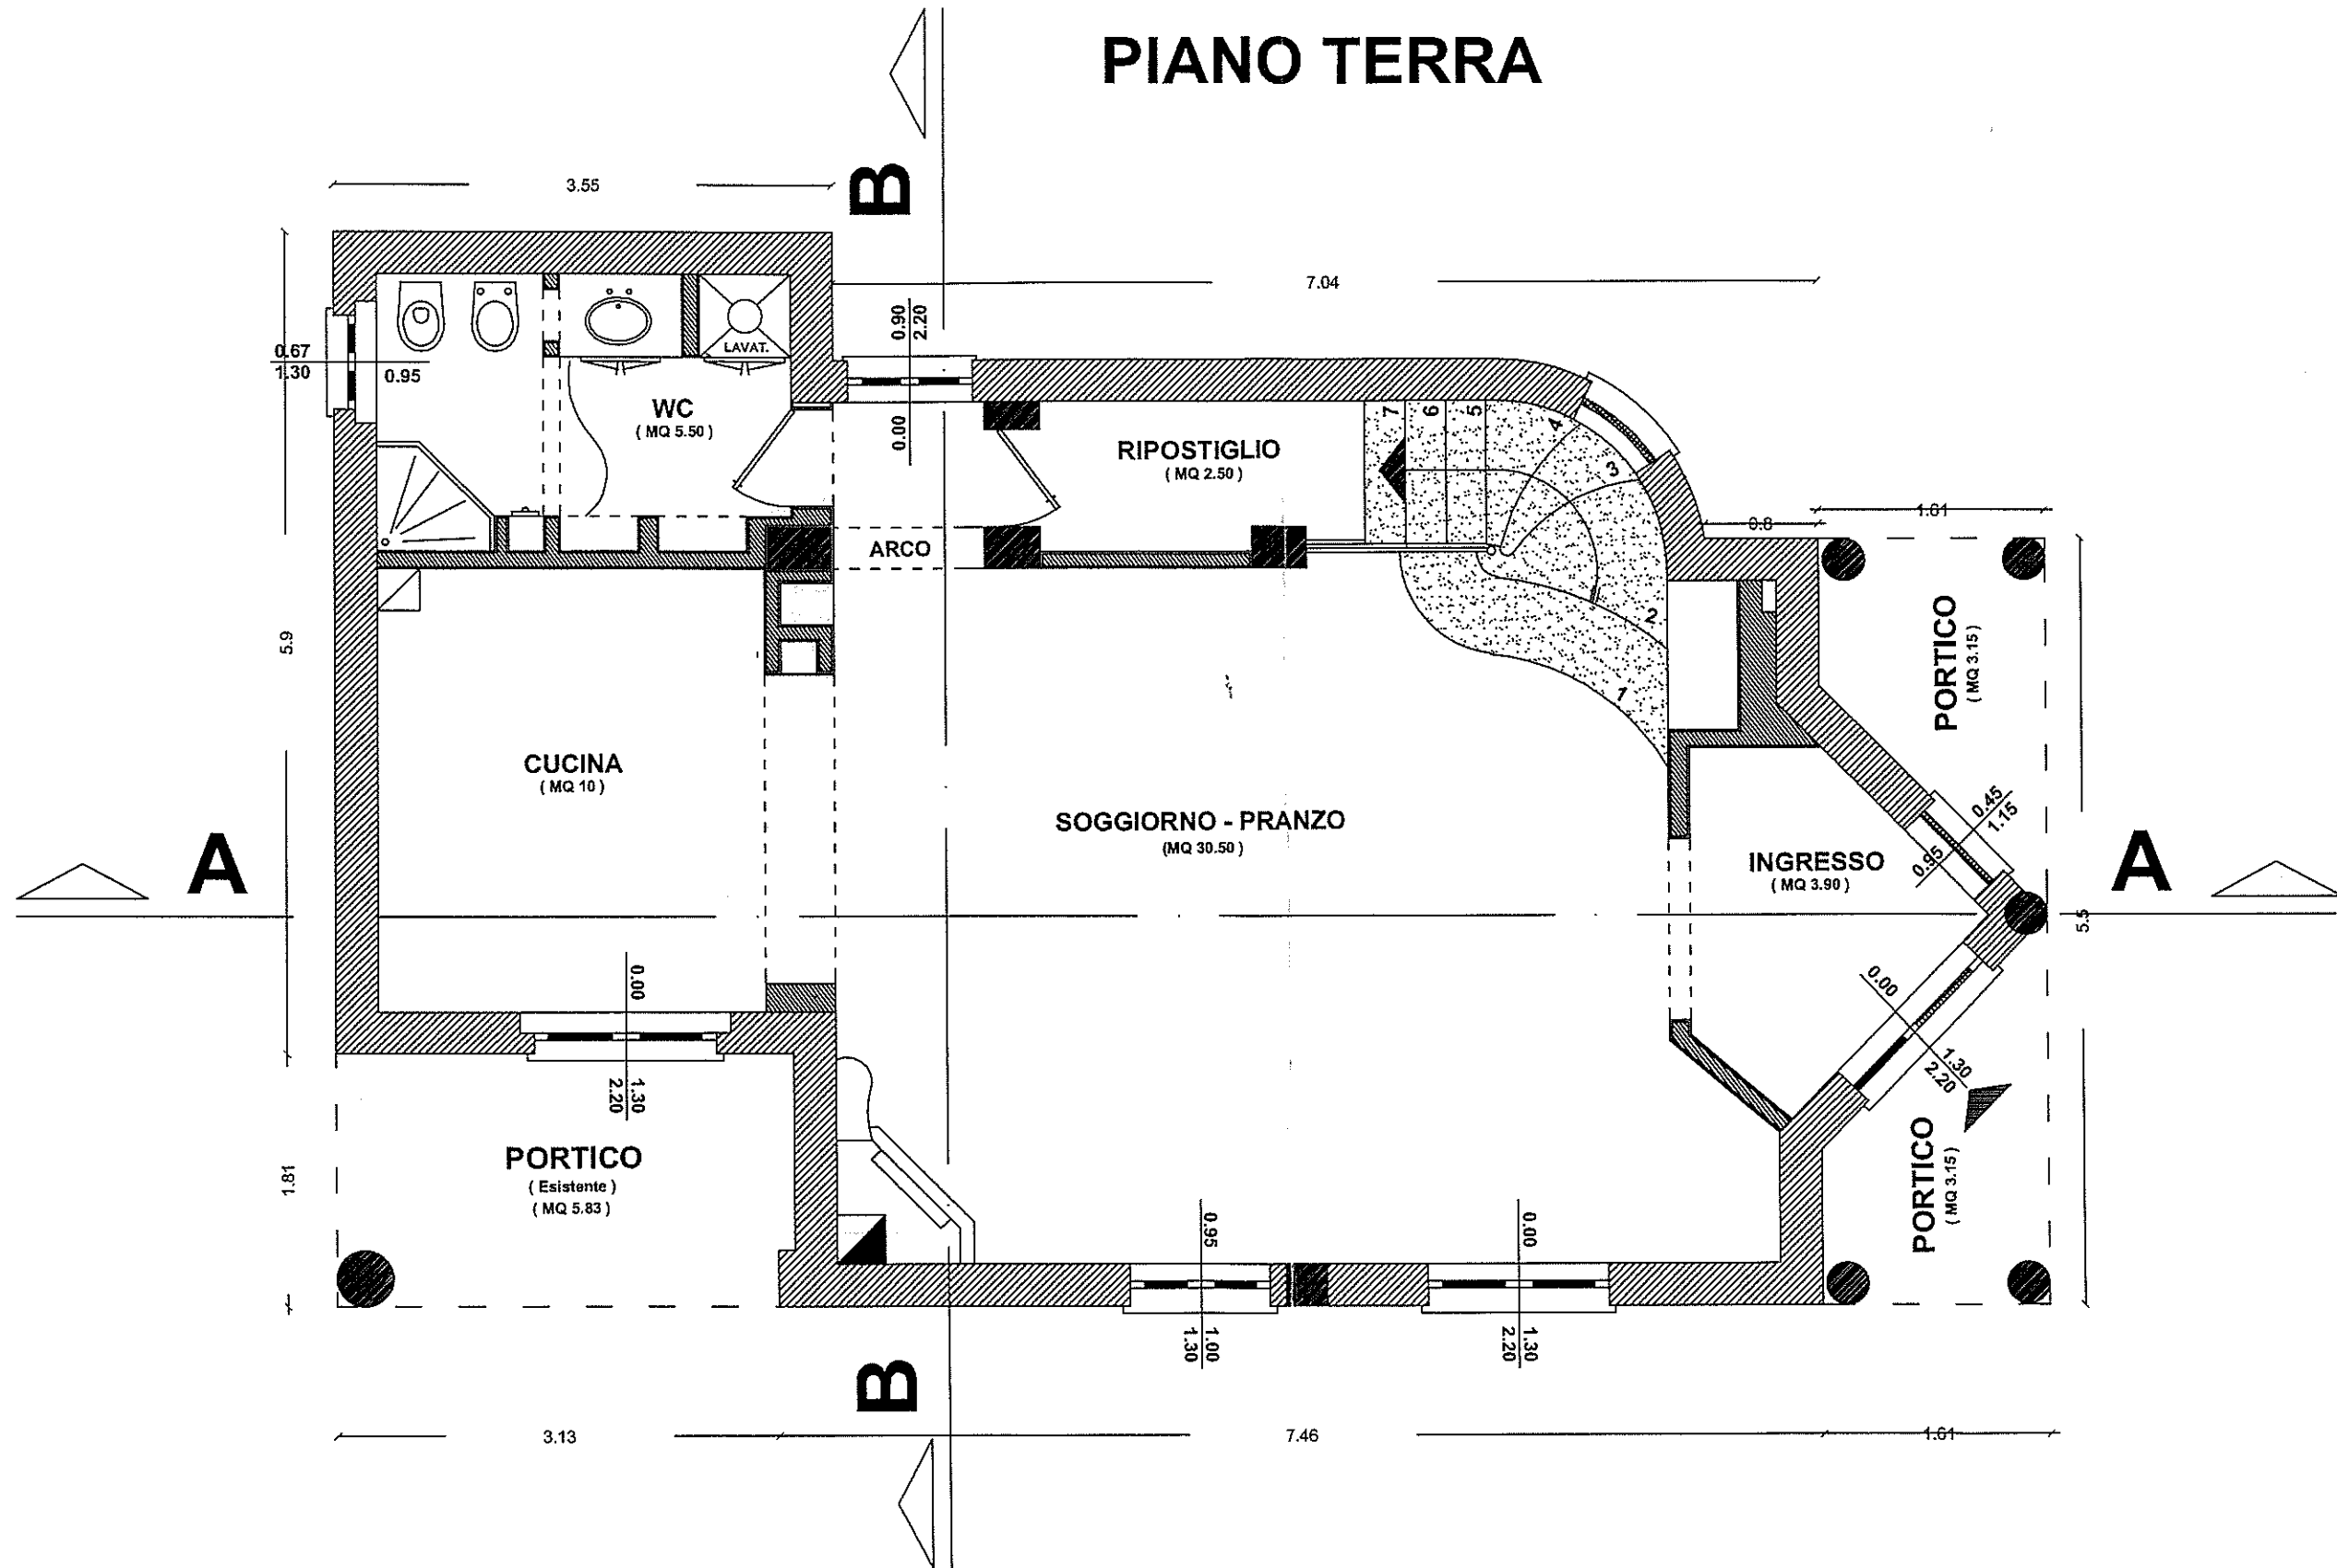 PIANO TERRA
B
3.55
7.04
0.90
2.20
0.00
0.67
1.30
0.95
LAVAT.
WC
( MQ 5.50 )
RIPOSTIGLIO
( MQ 2.50 )
7
6
5
4
3
2
1
0.8
1.61
ARCO
5.9
PORTICO
( MQ 3.15 )
CUCINA
( MQ 10 )
SOGGIORNO - PRANZO
(MQ 30.50 )
0.45
1.15
0.95
INGRESSO
( MQ 3.90 )
A
A
5.5
0.00
1.30
2.20
0.00
1.30
2.20
PORTICO
( Esistente )
( MQ 5.83 )
1.81
PORTICO
( MQ 3.15 )
0.95
1.00
1.30
0.00
1.30
2.20
B
3.13
7.46
1.61